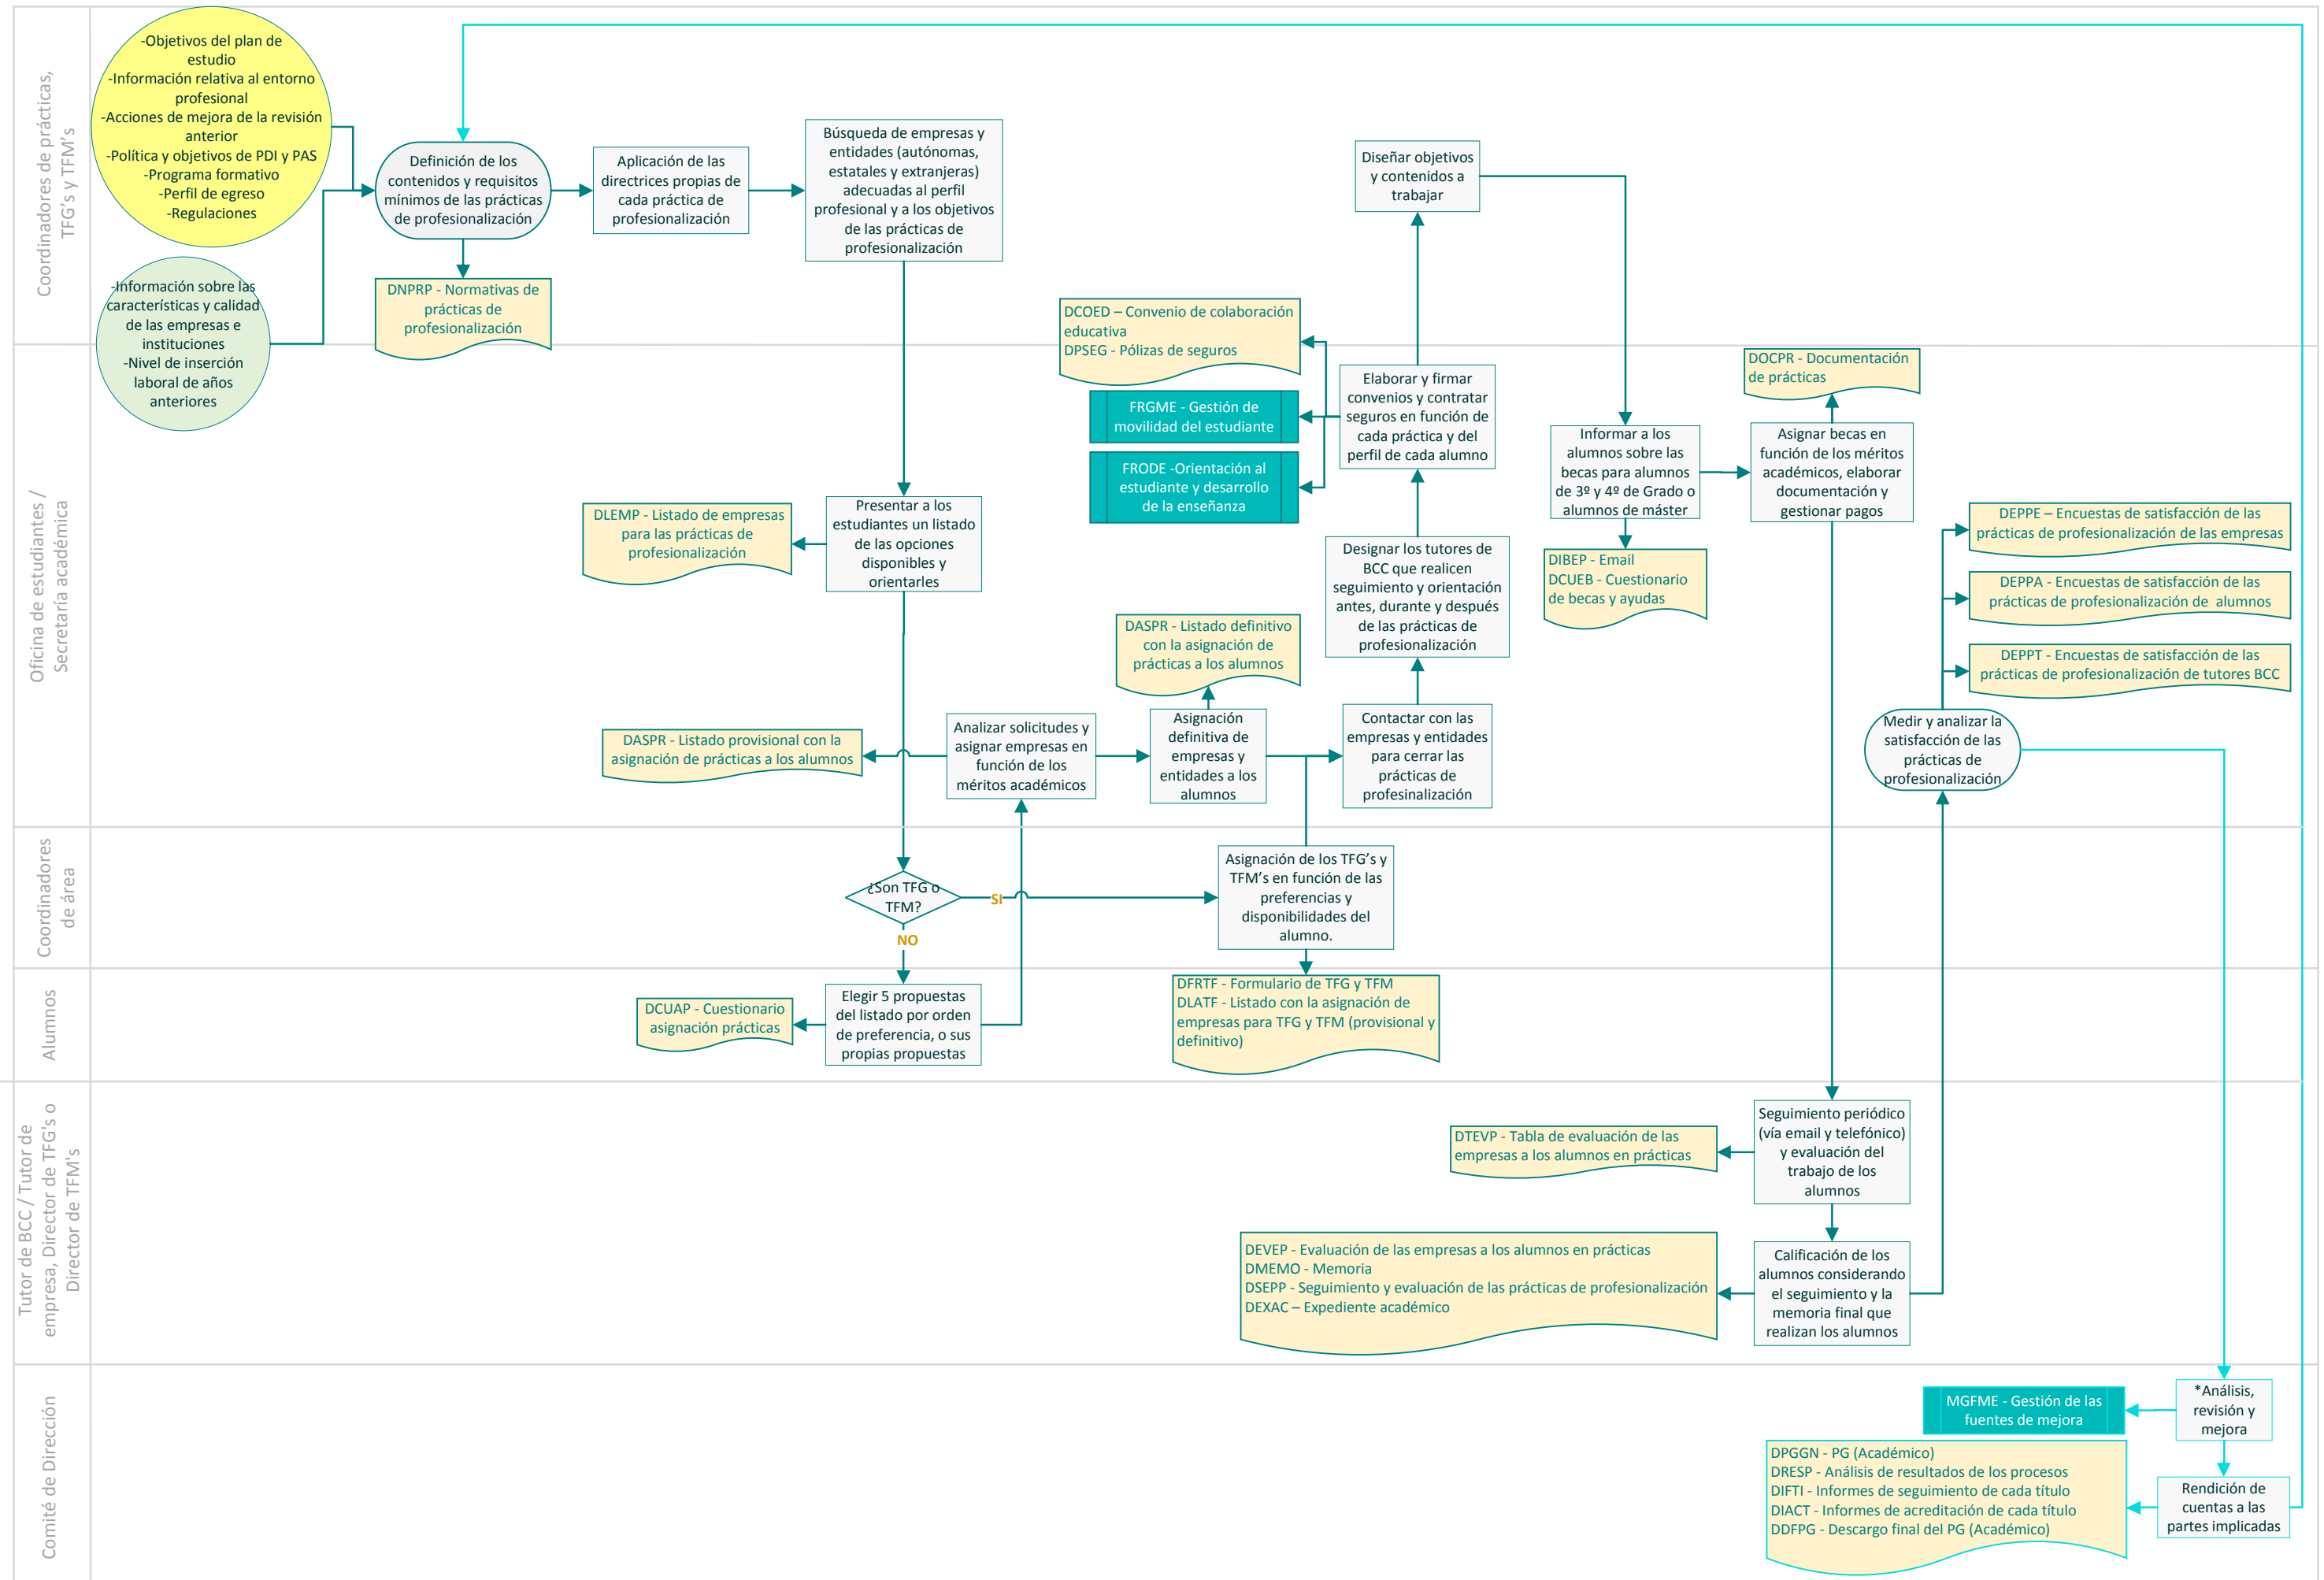 Coordinadores de prácticas,
TFG's y TFM's
-Objetivos del plan de
estudio
-Información relativa al entorno
profesional
-Acciones de mejora de la revisión
anterior
-Política y objetivos de PDI y PAS
-Programa formativo
-Perfil de egreso
-Regulaciones
-Información sobre las
características y calidad
de las empresas e
instituciones
-Nivel de inserción
laboral de años
anteriores
Definición de los
contenidos y requisitos
mínimos de las prácticas
de profesionalización
DNPRP - Normativas de
prácticas de
profesionalización
Aplicación de las
directrices propias de
cada práctica de
profesionalización
Búsqueda de empresas y
entidades (autónomas,
estatales y extranjeras)
adecuadas al perfil
profesional y a los objetivos
de las prácticas de
profesionalización
Diseñar objetivos
y contenidos a
trabajar
DCOED – Convenio de colaboración
educativa
DPSEG - Pólizas de seguros
Oficina de estudiantes /
Secretaría académica
FRGME - Gestión de
movilidad del estudiante
FRODE -Orientación al
estudiante y desarrollo
de la enseñanza
Elaborar y firmar
convenios y contratar
seguros en función de
cada práctica y del
perfil de cada alumno
DOCPR - Documentación
de prácticas
Informar a los
alumnos sobre las
becas para alumnos
de 3º y 4º de Grado o
alumnos de máster
Asignar becas en
función de los méritos
académicos, elaborar
documentación y
gestionar pagos
DLEMP - Listado de empresas
para las prácticas de
profesionalización
Presentar a los
estudiantes un listado
de las opciones
disponibles y
orientarles
Designar los tutores de
BCC que realicen
seguimiento y orientación
antes, durante y después
de las prácticas de
profesionalización
DIBEP - Email
DCUEB - Cuestionario
de becas y ayudas
DEPPE – Encuestas de satisfacción de las
prácticas de profesionalización de las empresas
DEPPA - Encuestas de satisfacción de las
prácticas de profesionalización de alumnos
DEPPT - Encuestas de satisfacción de las
prácticas de profesionalización de tutores BCC
DASPR - Listado definitivo
con la asignación de
prácticas a los alumnos
DASPR - Listado provisional con la
asignación de prácticas a los alumnos
Analizar solicitudes y
asignar empresas en
función de los
méritos académicos
Asignación
definitiva de
empresas y
entidades a los
alumnos
Contactar con las
empresas y entidades
para cerrar las
prácticas de
profesinalización
Medir y analizar la
satisfacción de las
prácticas de
profesionalización
Coordinadores
de área
¿Son TFG o
TFM?
SI
NO
Asignación de los TFG's y
TFM's en función de las
preferencias y
disponibilidades del
alumno.
Alumnos
DCUAP - Cuestionario
asignación prácticas
Elegir 5 propuestas
del listado por orden
de preferencia, o sus
propias propuestas
DFRTF - Formulario de TFG y TFM
DLATF - Listado con la asignación de
empresas para TFG y TFM (provisional y
definitivo)
Tutor de BCC / Tutor de
empresa, Director de TFG's o
Director de TFM's
DTEVP - Tabla de evaluación de las
empresas a los alumnos en prácticas
Seguimiento periódico
(vía email y telefónico)
y evaluación del
trabajo de los
alumnos
DEVEP - Evaluación de las empresas a los alumnos en prácticas
DMEMO - Memoria
DSEPP - Seguimiento y evaluación de las prácticas de profesionalización
DEXAC – Expediente académico
Calificación de los
alumnos considerando
el seguimiento y la
memoria final que
realizan los alumnos
Comité de Dirección
MGFME - Gestión de las
fuentes de mejora
*Análisis,
revisión y
mejora
DPGGN - PG (Académico)
DRESP - Análisis de resultados de los procesos
DIFTI - Informes de seguimiento de cada título
DIACT - Informes de acreditación de cada título
DDFPG - Descargo final del PG (Académico)
Rendición de
cuentas a las
partes implicadas